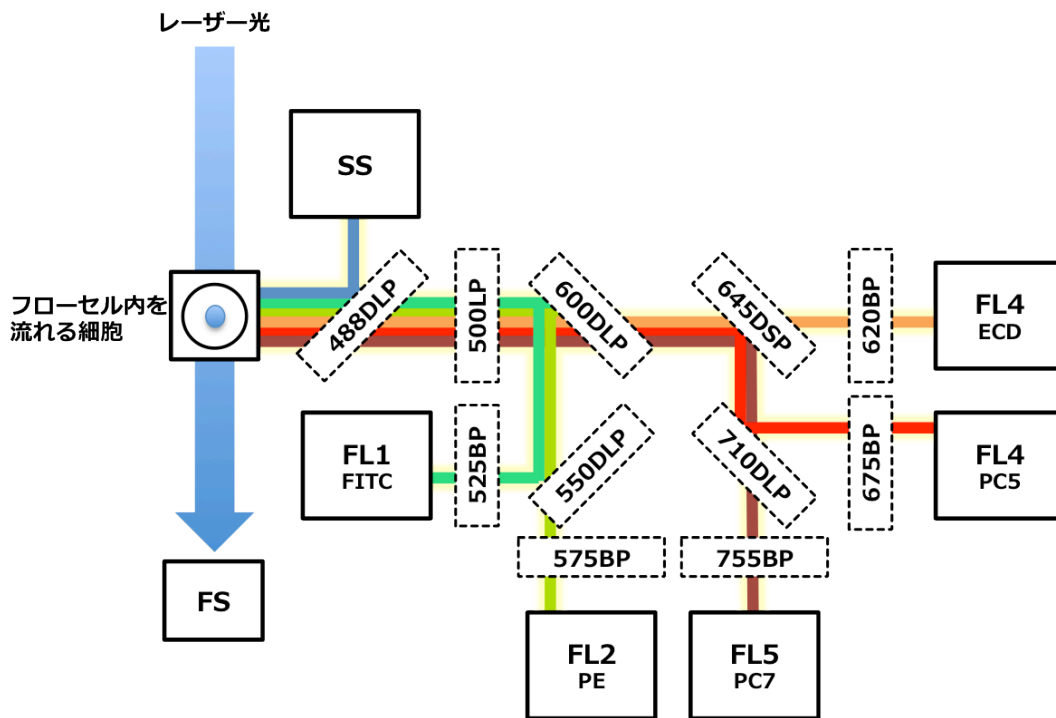 レーザー光
SS
フローセル内を
流れる細胞
488DLP
500LP
600DLP
645DSP
620BP
FL4
ECD
FL1
FITC
525BP
550DLP
710DLP
675BP
FL4
PC5
575BP
755BP
FS
FL2
PE
FL5
PC7